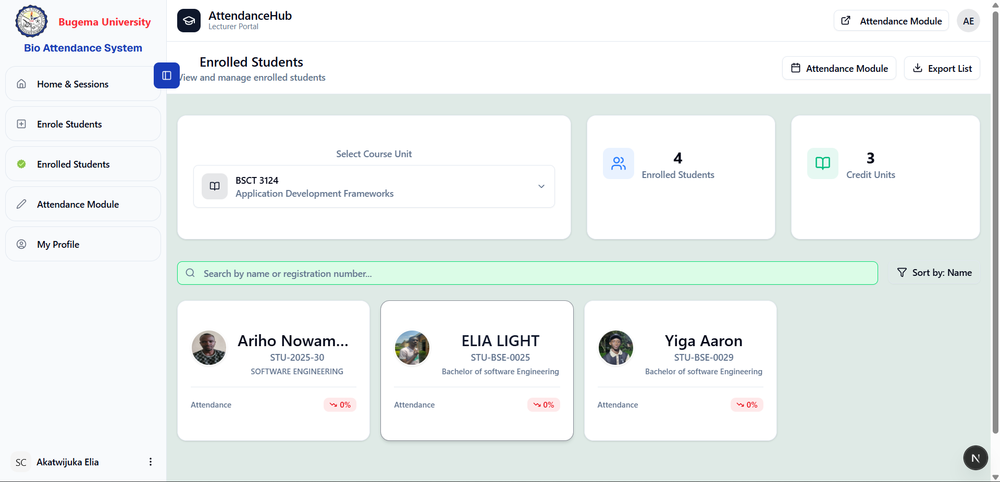 Bugema University
Bio Attendance System
Home & Sessions
Enrole Students
Enrolled Students
Attendance Module
My Profile
SC
Akatwijuka Elia
AttendanceHub
Lecturer Portal
Attendance Module
AE
Enrolled Students
View and manage enrolled students
Attendance Module
Export List
Select Course Unit
BSCT 3124
Application Development Frameworks
4
Enrolled Students
3
Credit Units
Search by name or registration number...
Sort by: Name
Ariho Nowam...
STU-2025-30
SOFTWARE ENGINEERING
Attendance
0%
ELIA LIGHT
STU-BSE-0025
Bachelor of software Engineering
Attendance
0%
Yiga Aaron
STU-BSE-0029
Bachelor of software Engineering
Attendance
0%
N